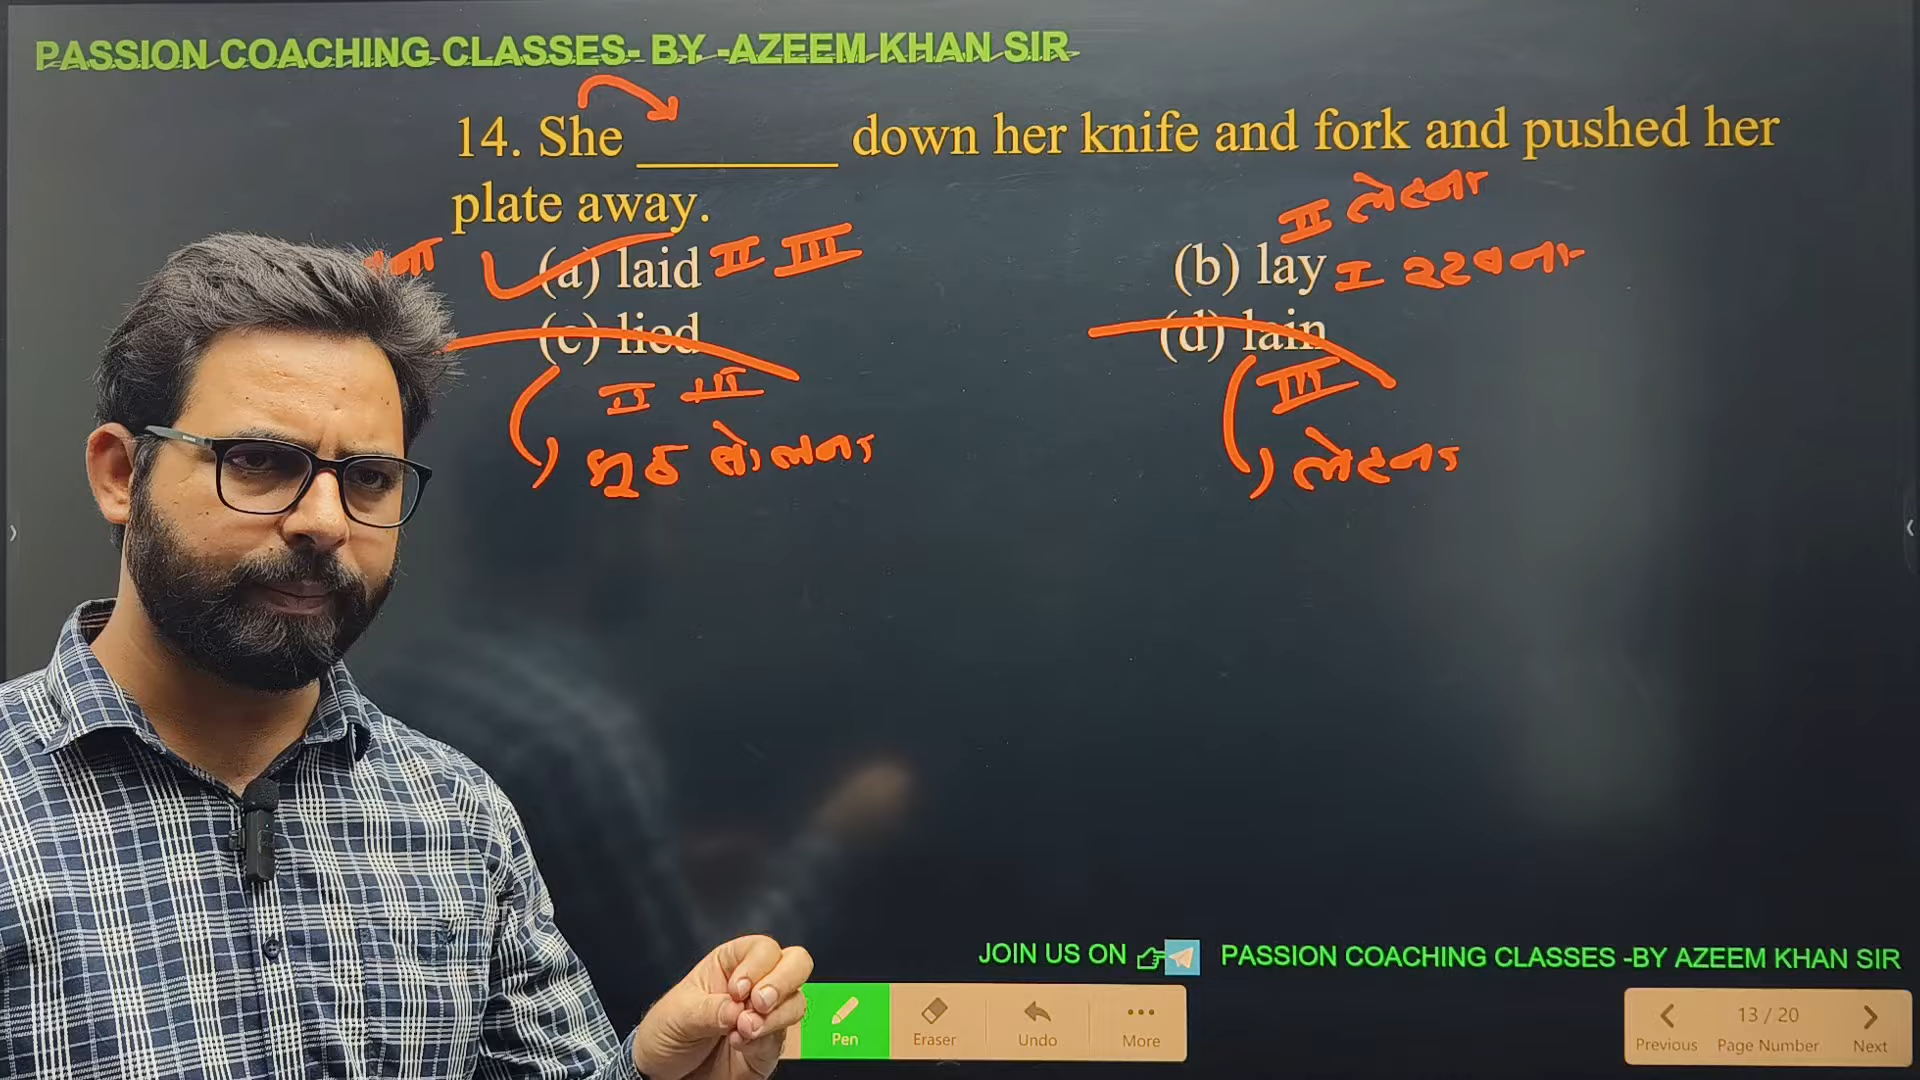 PASSION COACHING CLASSES- BY -AZEEM KHAN SIR
14. She ________ down her knife and fork and pushed her
plate away.
II लेटना
(a) laid II III
(b) lay I रखना
(c) lied
(d) lain
II III
III
झूठ बोलना
लेटना
JOIN US ON
PASSION COACHING CLASSES -BY AZEEM KHAN SIR
Pen
Eraser
Undo
More
13 / 20
Previous
Page Number
Next